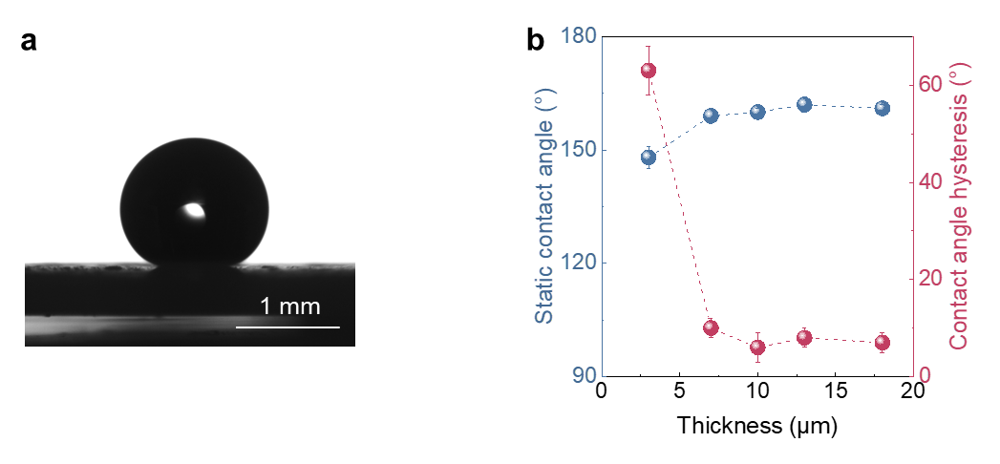 a
1 mm
b
180
150
120
90
Static contact angle (°)
0
5
10
15
20
Thickness (μm)
60
40
20
0
Contact angle hysteresis (°)